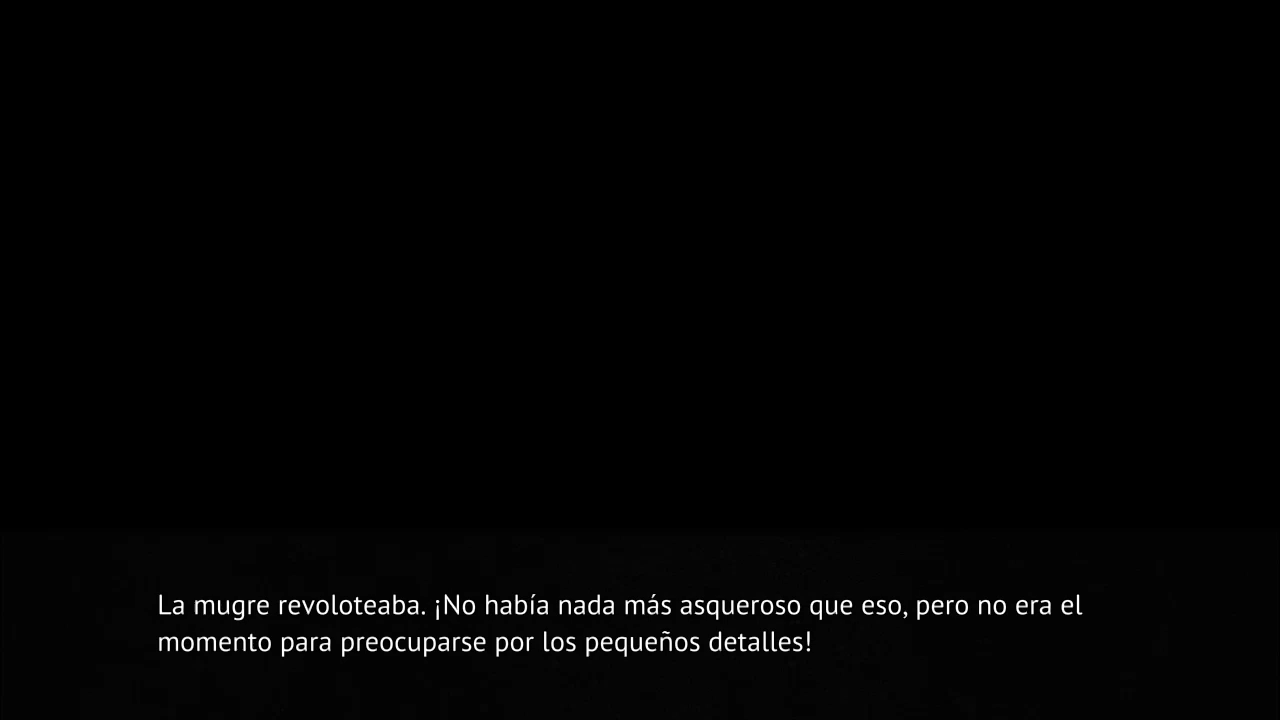 La mugre revoloteaba. ¡No había nada más asqueroso que eso, pero no era el
momento para preocuparse por los pequeños detalles!